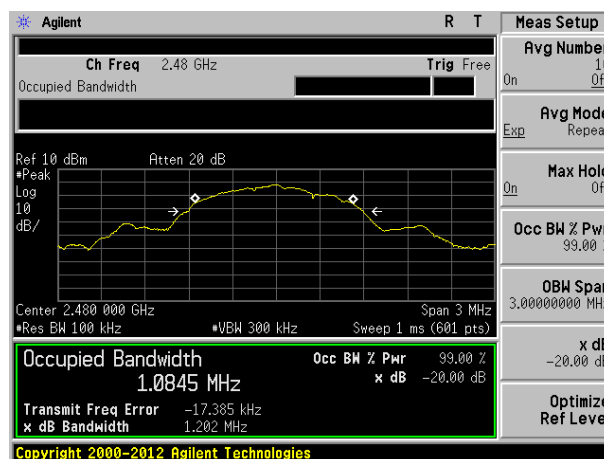 Agilent R T
Ch Freq 2.48 GHz Trig Free
Occupied Bandwidth
Ref 10 dBm Atten 20 dB
#Peak
Log
10
dB/
Center 2.480 000 GHz Span 3 MHz
#Res BW 100 kHz #VBW 300 kHz Sweep 1 ms (601 pts)
Occupied Bandwidth
1.0845 MHz
Occ BW % Pwr 99.00 %
x dB -20.00 dB
Transmit Freq Error -17.385 kHz
x dB Bandwidth 1.202 MHz
Copyright 2000-2012 Agilent Technologies
Meas Setup
Avg Number
On
Avg Mode
Exp Repeat
Max Hold
On
Occ BW % Pwr
99.00
OBW Span
3.00000000 MHz
x dB
-20.00 dB
Optimize
Ref Level